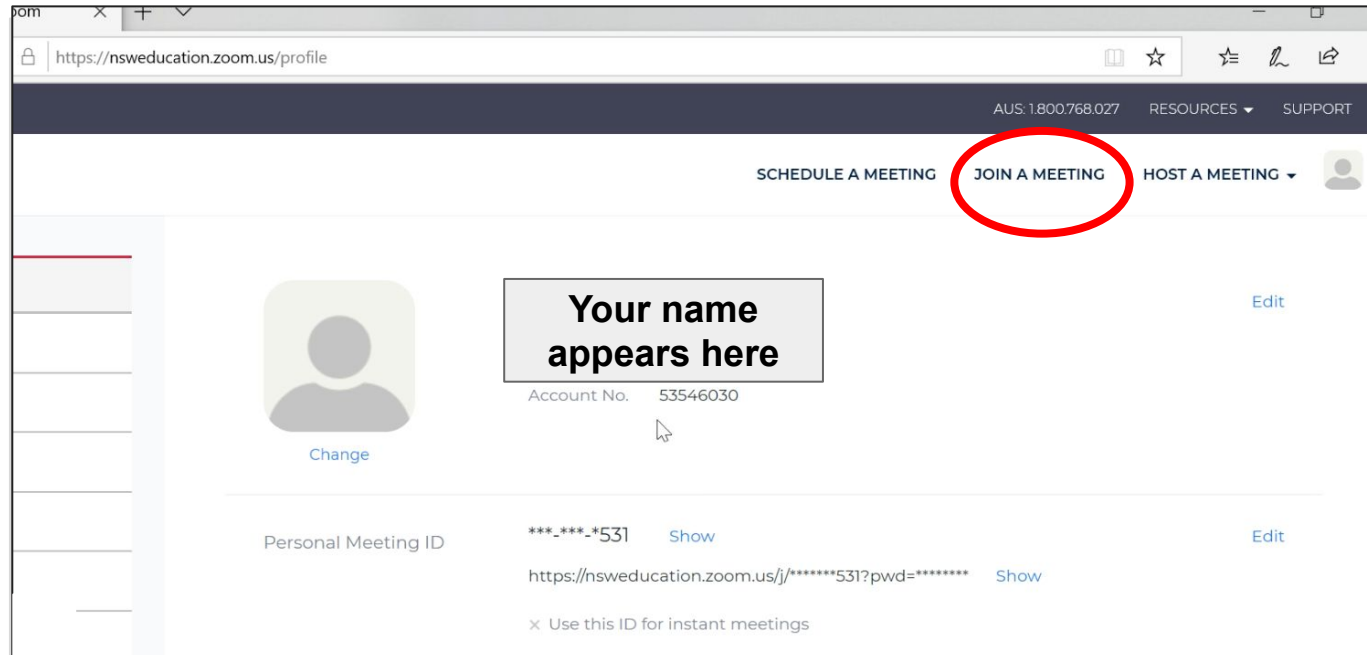 oom
https://nsweducation.zoom.us/profile
AUS: 1.800.768.027 RESOURCES SUPPORT
SCHEDULE A MEETING JOIN A MEETING HOST A MEETING
Your name
appears here
Edit
Account No. 53546030
Change
Personal Meeting ID ***-***-*531 Show Edit
https://nsweducation.zoom.us/j/*******531?pwd=******** Show
× Use this ID for instant meetings